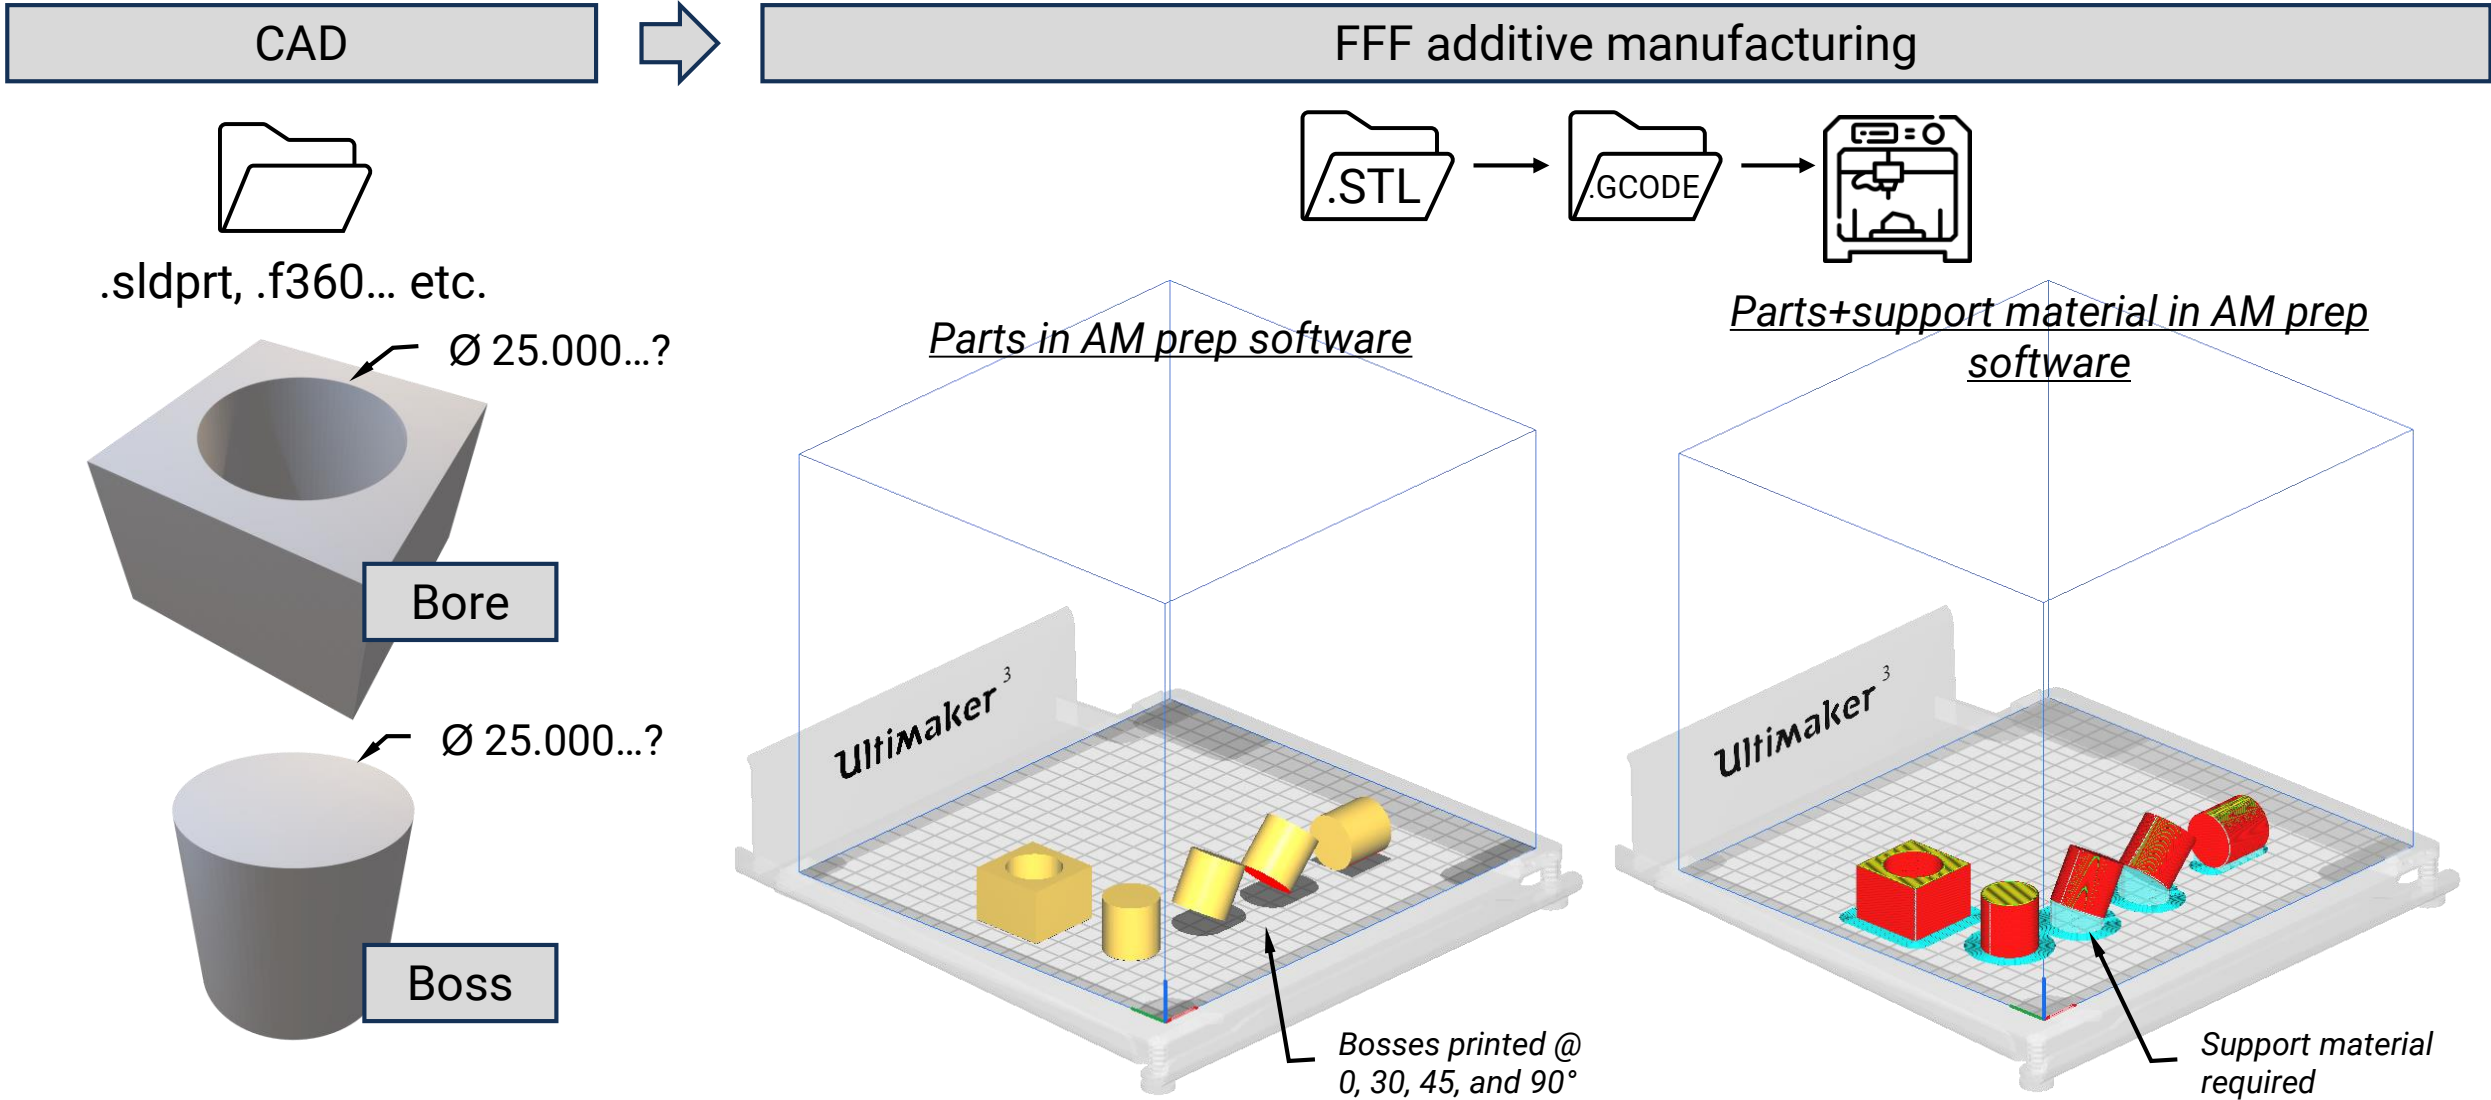 CAD
FFF additive manufacturing
.STL
.GCODE
.sldprt, .f360... etc.
Ø 25.000...?
Bore
Ø 25.000...?
Boss
Parts in AM prep software
Ultimaker 3
Bosses printed @
0, 30, 45, and 90°
Parts+support material in AM prep
software
Ultimaker 3
Support material
required